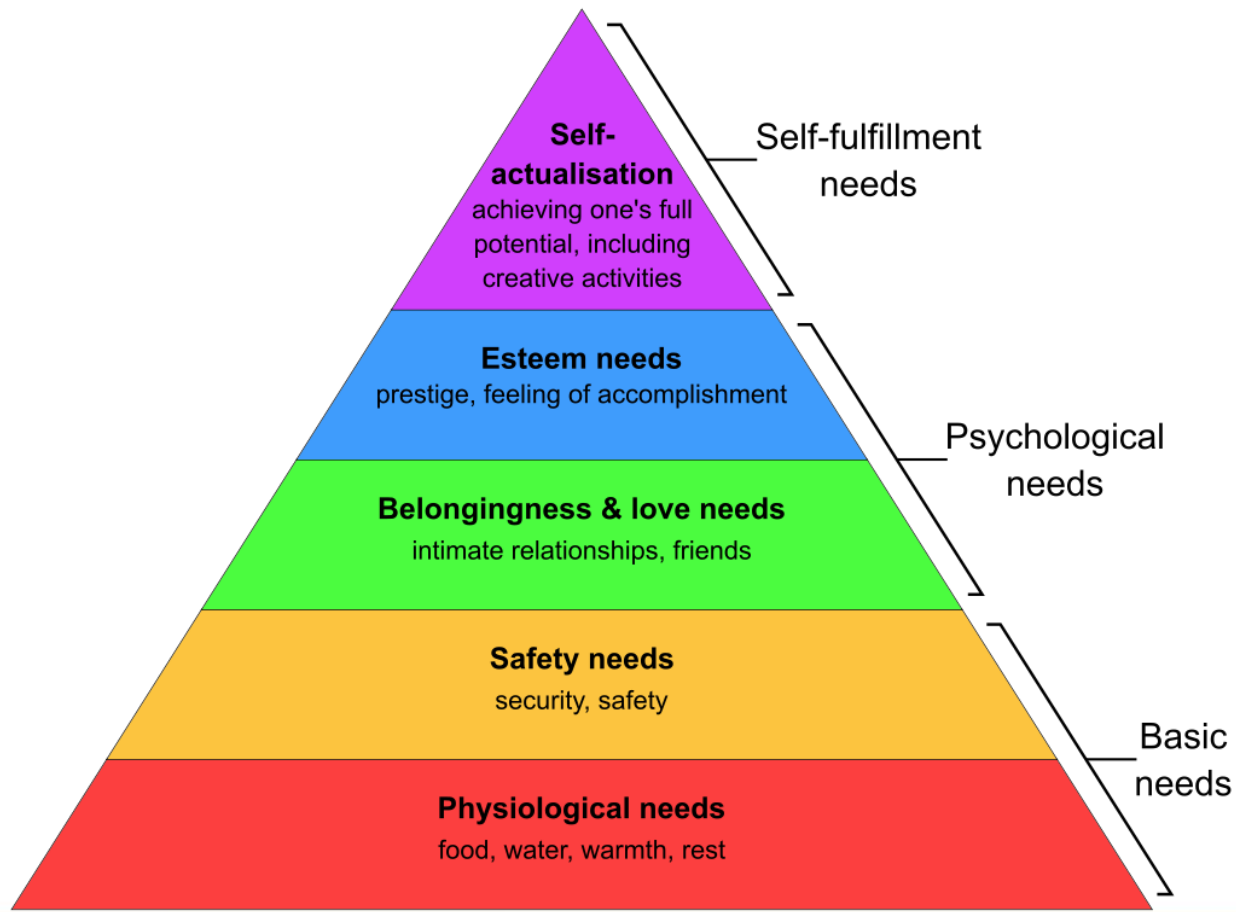 Self-
actualisation
achieving one's full
potential, including
creative activities
Self-fulfillment
needs
Esteem needs
prestige, feeling of accomplishment
Psychological
needs
Belongingness & love needs
intimate relationships, friends
Safety needs
security, safety
Basic
needs
Physiological needs
food, water, warmth, rest